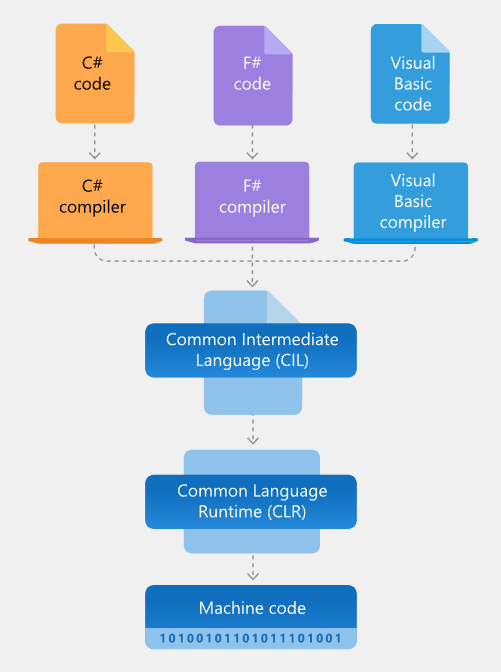 C#
code
F#
code
Visual
Basic
code
C#
compiler
F#
compiler
Visual
Basic
compiler
Common Intermediate
Language (CIL)
Common Language
Runtime (CLR)
Machine code
10100101101011101001